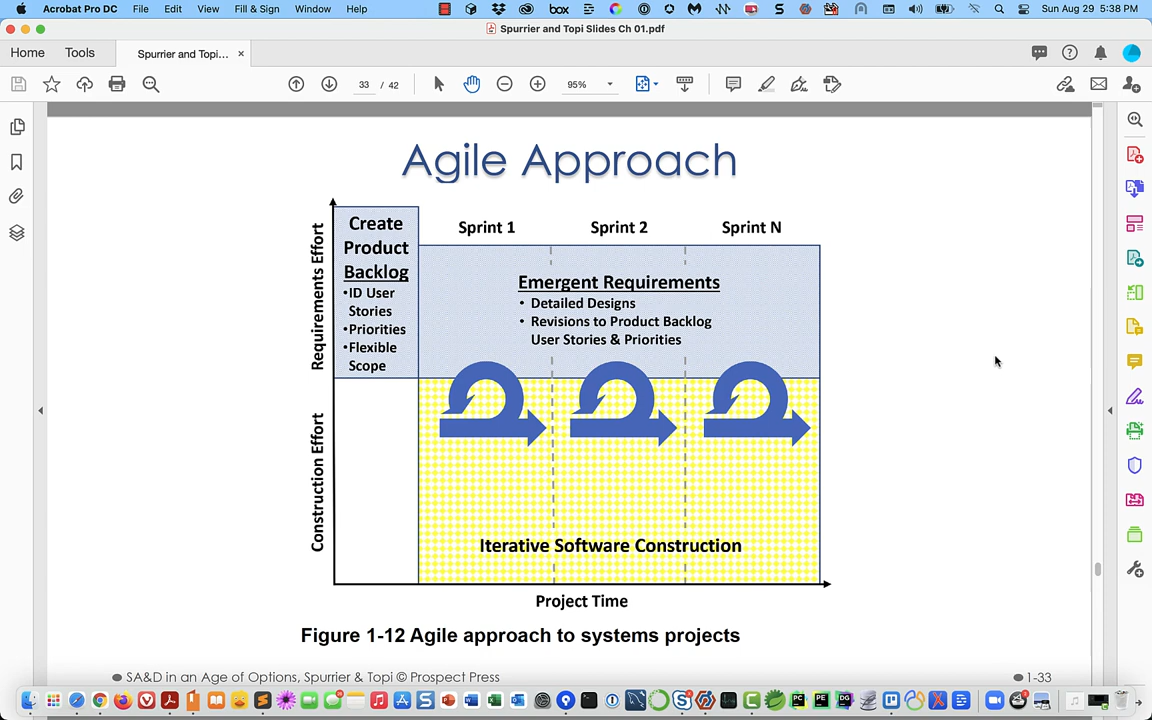 Acrobat Pro DC File Edit View Fill & Sign Window Help box Sun Aug 29 5:38 PM
Spurrier and Topi Slides Ch 01.pdf
Home Tools Spurrier and Topi... ×
33 / 42 95%
Agile Approach
Create
Product
Backlog
•ID User
Stories
•Priorities
•Flexible
Scope
Sprint 1 Sprint 2 Sprint N
Emergent Requirements
• Detailed Designs
• Revisions to Product Backlog
User Stories & Priorities
Requirements Effort
Construction Effort
Iterative Software Construction
Project Time
Figure 1-12 Agile approach to systems projects
SA&D in an Age of Options, Spurrier & Topi © Prospect Press 1-33